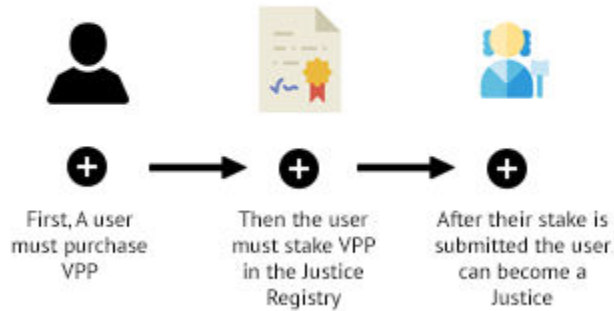 First, A user
must purchase
VPP
Then the user
must stake VPP
in the Justice
Registry
After their stake is
submitted the user
can become a
Justice